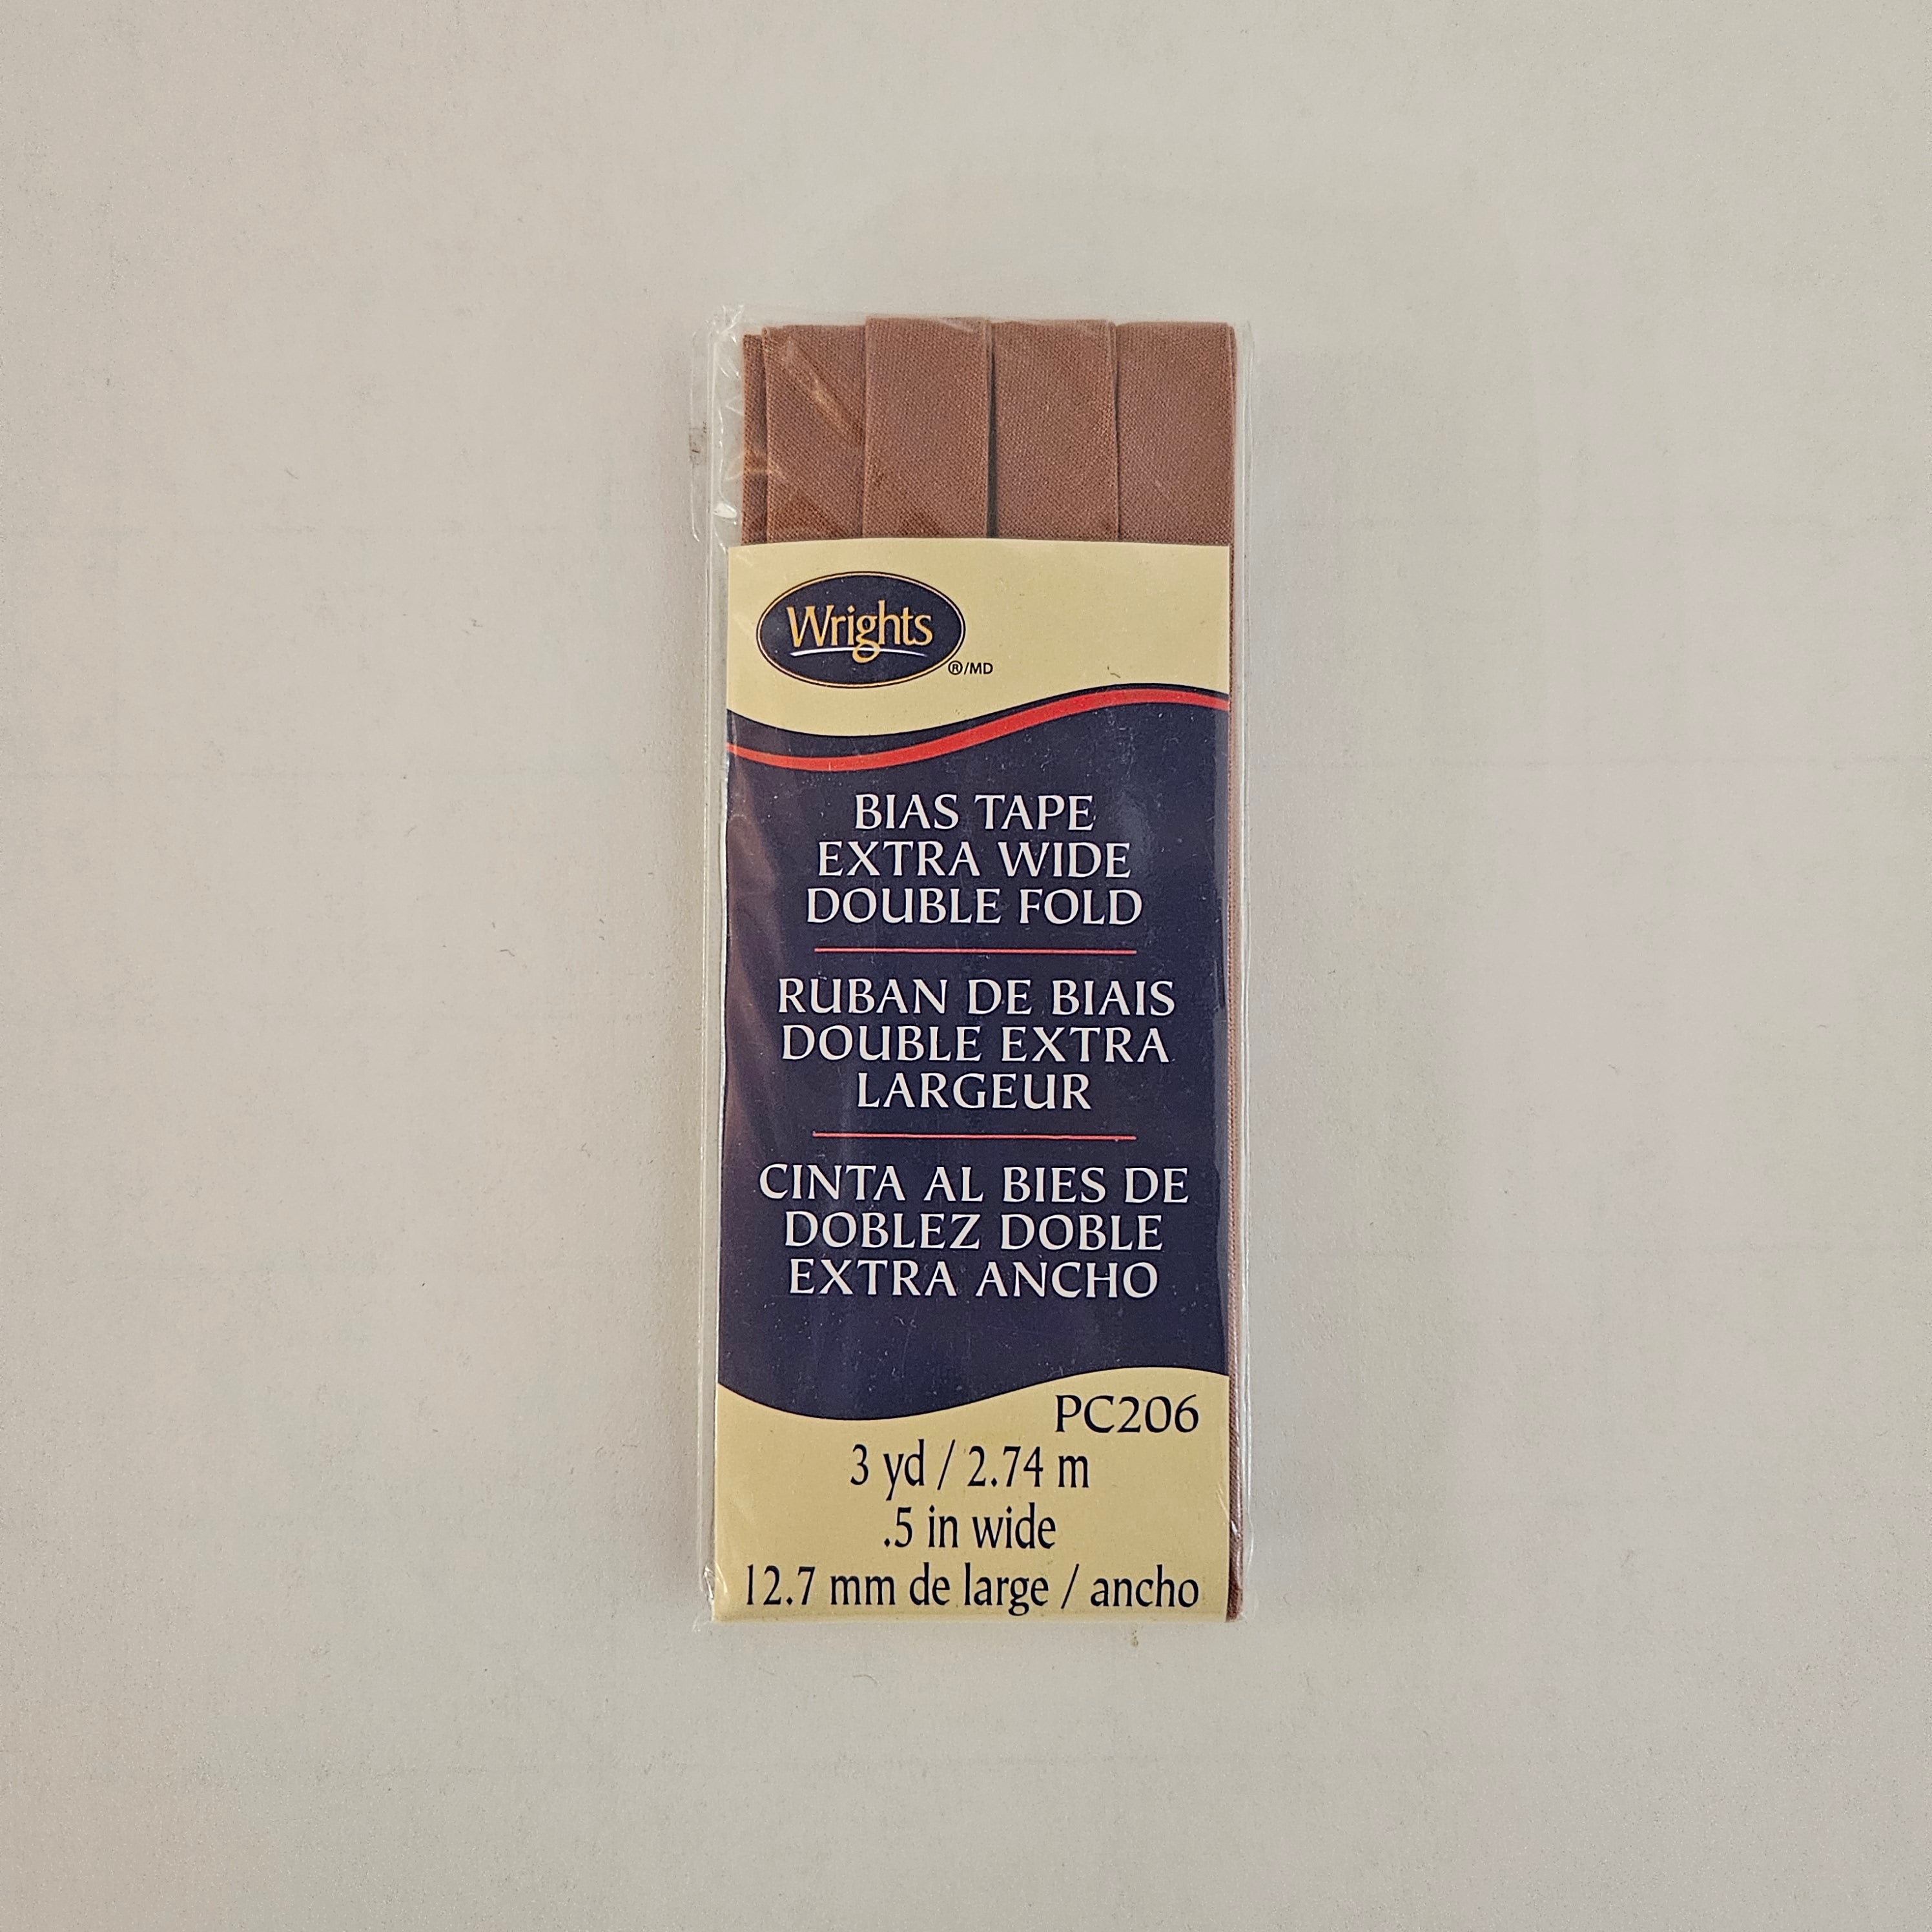 Wrights
®/MD
BIAS TAPE
EXTRA WIDE
DOUBLE FOLD
RUBAN DE BIAIS
DOUBLE EXTRA
LARGEUR
CINTA AL BIES DE
DOBLEZ DOBLE
EXTRA ANCHO
PC206
3 yd / 2.74 m
.5 in wide
12.7 mm de large / ancho